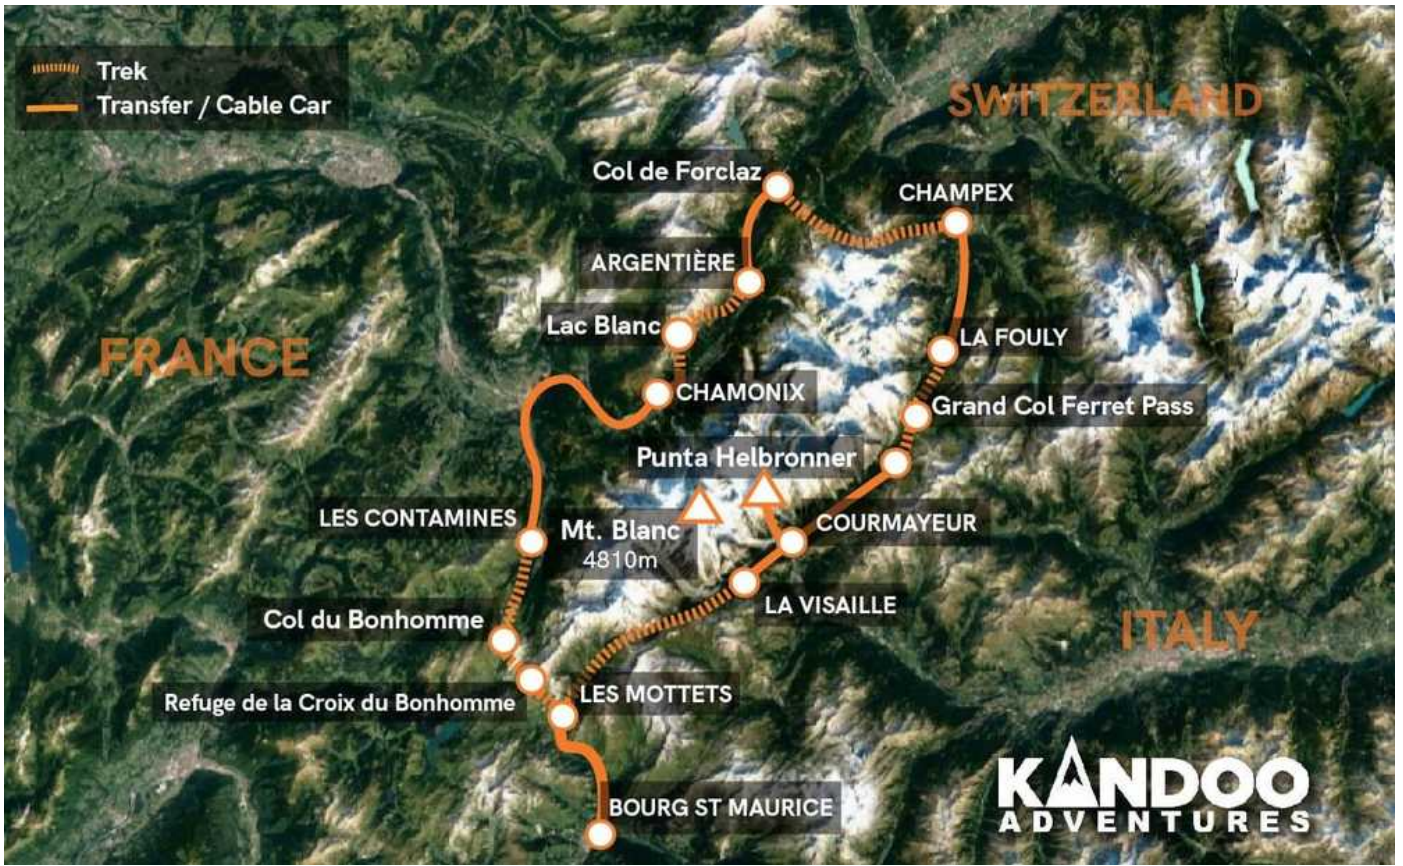 Trek
Transfer / Cable Car
SWITZERLAND
Col de Forclaz
CHAMPEX
ARGENTIÈRE
Lac Blanc
LA FOULY
FRANCE
CHAMONIX
Grand Col Ferret Pass
Punta Helbronner
LES CONTAMINES
Mt. Blanc
4810m
COURMAYEUR
LA VISAILLE
Col du Bonhomme
ITALY
Refuge de la Croix du Bonhomme
LES MOTTETS
BOURG ST MAURICE
KANDOO
ADVENTURES